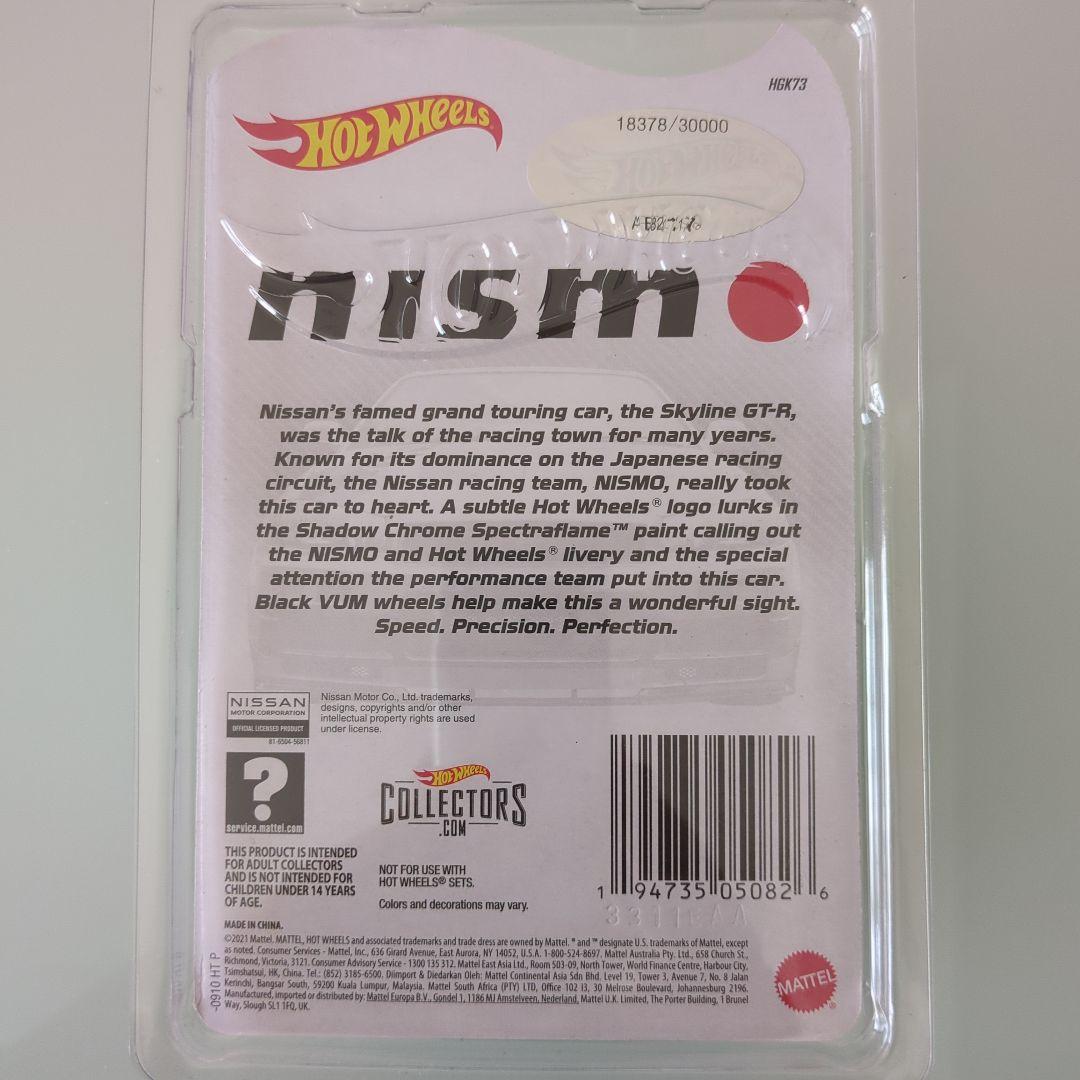 HGK73
HOT WHEELS
18378/30000
nismo
Nissan's famed grand touring car, the Skyline GT-R,
was the talk of the racing town for many years.
Known for its dominance on the Japanese racing
circuit, the Nissan racing team, NISMO, really took
this car to heart. A subtle Hot Wheels® logo lurks in
the Shadow Chrome Spectraflame™ paint calling out
the NISMO and Hot Wheels® livery and the special
attention the performance team put into this car.
Black VUM wheels help make this a wonderful sight.
Speed. Precision. Perfection.
NISSAN
MOTOR CORPORATION
OFFICIAL LICENSED PRODUCT
81-6504-56811
Nissan Motor Co., Ltd. trademarks,
designs, copyrights and/or other
intellectual property rights are used
under license.
?
service.mattel.com
HOT WHEELS
COLLECTORS
.COM
THIS PRODUCT IS INTENDED
FOR ADULT COLLECTORS
AND IS NOT INTENDED FOR
CHILDREN UNDER 14 YEARS
OF AGE.
NOT FOR USE WITH
HOT WHEELS® SETS.
Colors and decorations may vary.
1 94735 05082 6
MADE IN CHINA.
©2021 Mattel. MATTEL, HOT WHEELS and associated trademarks and trade dress are owned by Mattel. ® and ™ designate U.S. trademarks of Mattel, except
as noted. Consumer Services - Mattel, Inc., 636 Girard Avenue, East Aurora, NY 14052, U.S.A. 1-800-524-8697. Mattel Australia Pty. Ltd., 658 Church St.,
Richmond, Victoria, 3121. Consumer Advisory Service - 1300 135 312. Mattel East Asia Ltd., Room 503-09, North Tower, World Finance Centre, Harbour City,
Tsimshatsui, HK, China. Tel.: (852) 3185-6500. Diimport & Diedarkan Oleh: Mattel Continental Asia Sdn Bhd. Level 19, Tower 3, Avenue 7, No. 8 Jalan
Kerinchi, Bangsar South, 59200 Kuala Lumpur, Malaysia. Mattel South Africa (PTY) LTD, Office 102 I3, 30 Melrose Boulevard, Johannesburg 2196.
Manufactured, imported or distributed by: Mattel Europa B.V., Gondel 1, 1186 MJ Amstelveen, Nederland. Mattel U.K. Limited, The Porter Building, 1 Brunel
Way, Slough SL1 1FQ, UK.
-0910 HT P
MATTEL